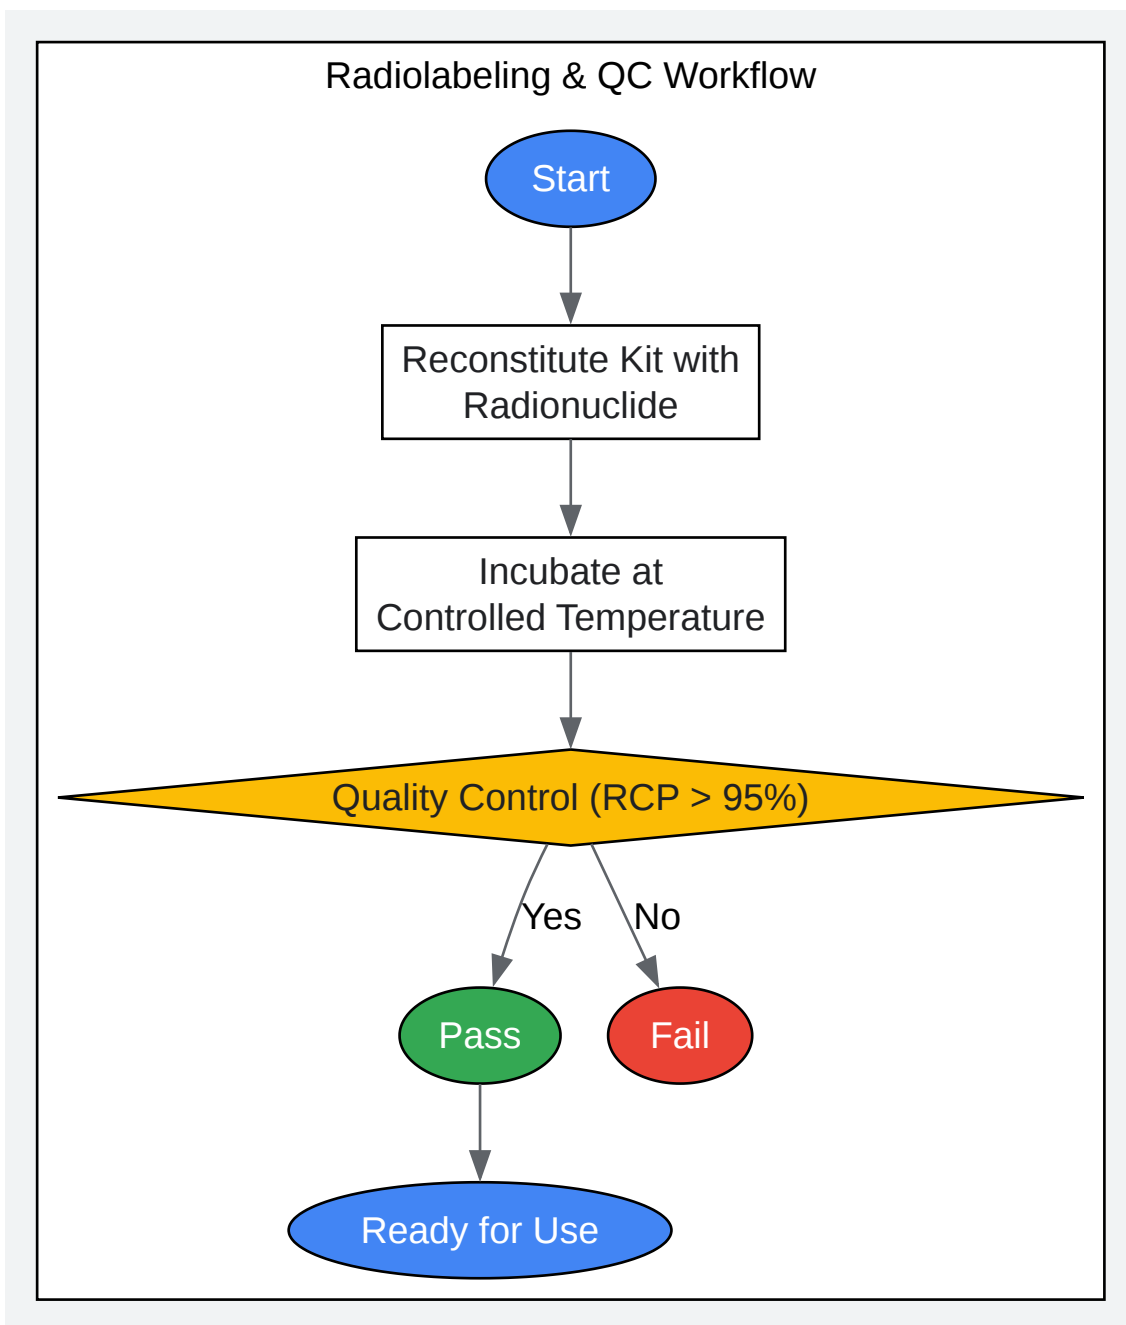 Radiolabeling & QC Workflow
Start
Reconstitute Kit with
Radionuclide
Incubate at
Controlled Temperature
Quality Control (RCP > 95%)
Yes
No
Pass
Fail
Ready for Use